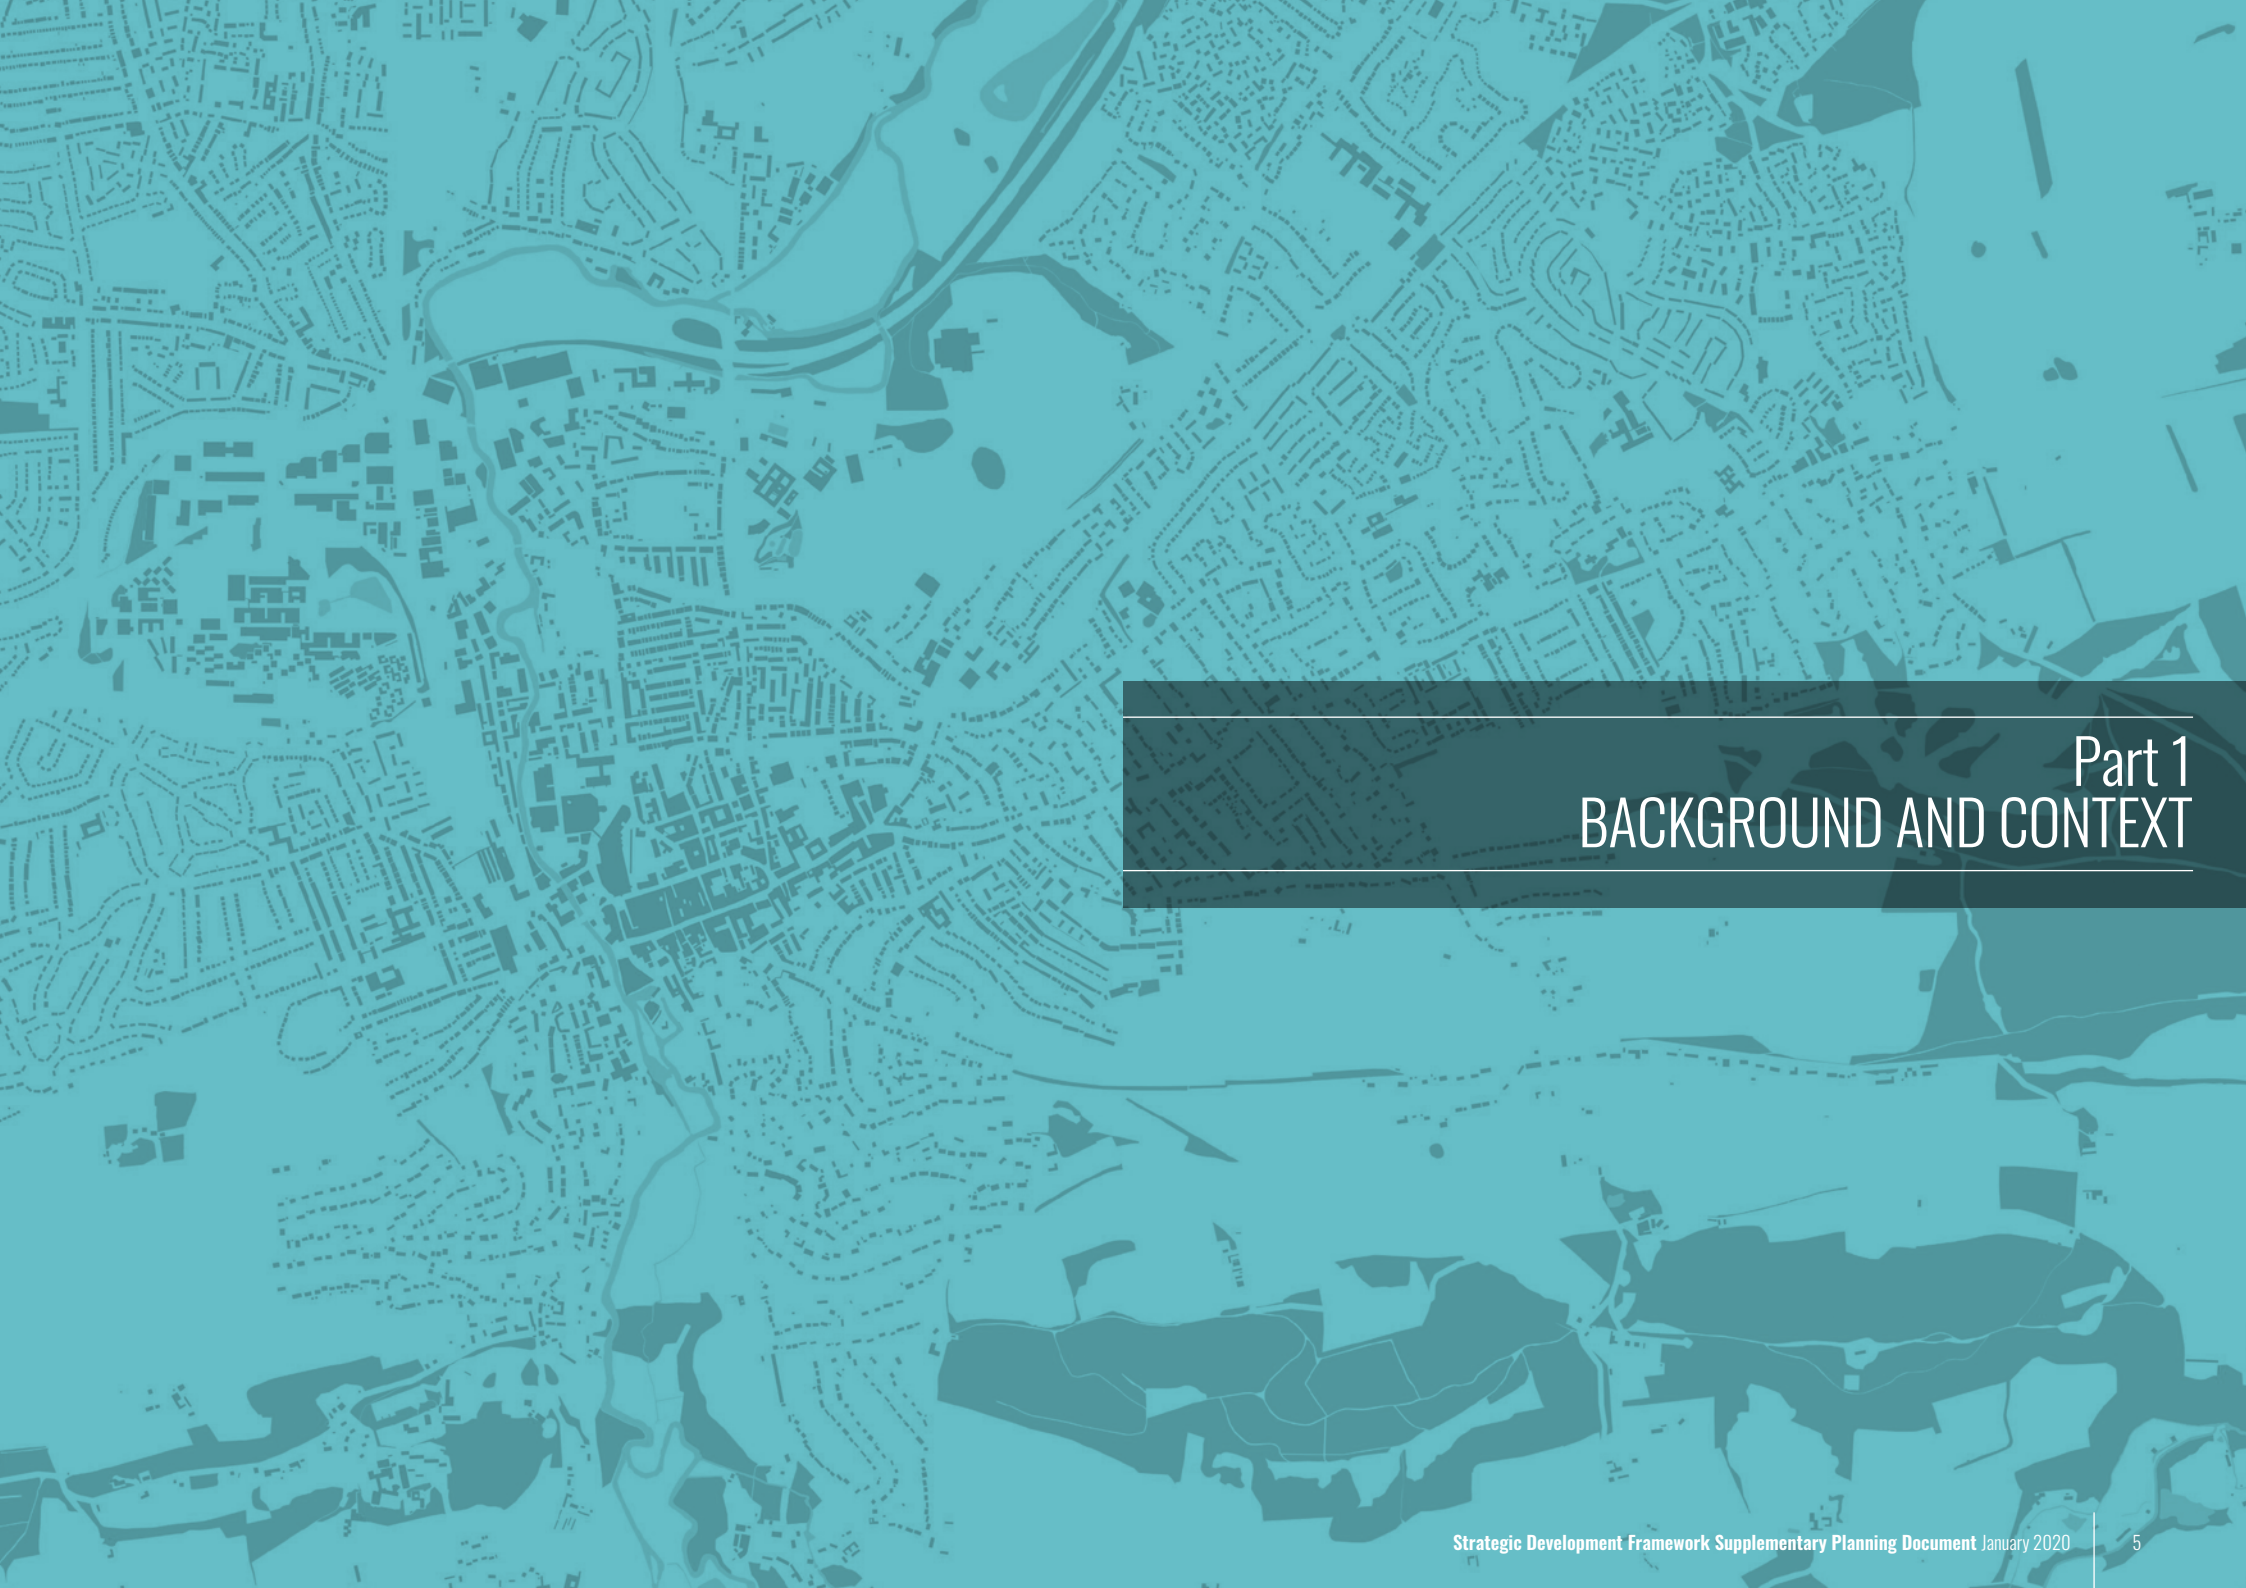 Part 1
BACKGROUND AND CONTEXT
Strategic Development Framework Supplementary Planning Document January 2020
5